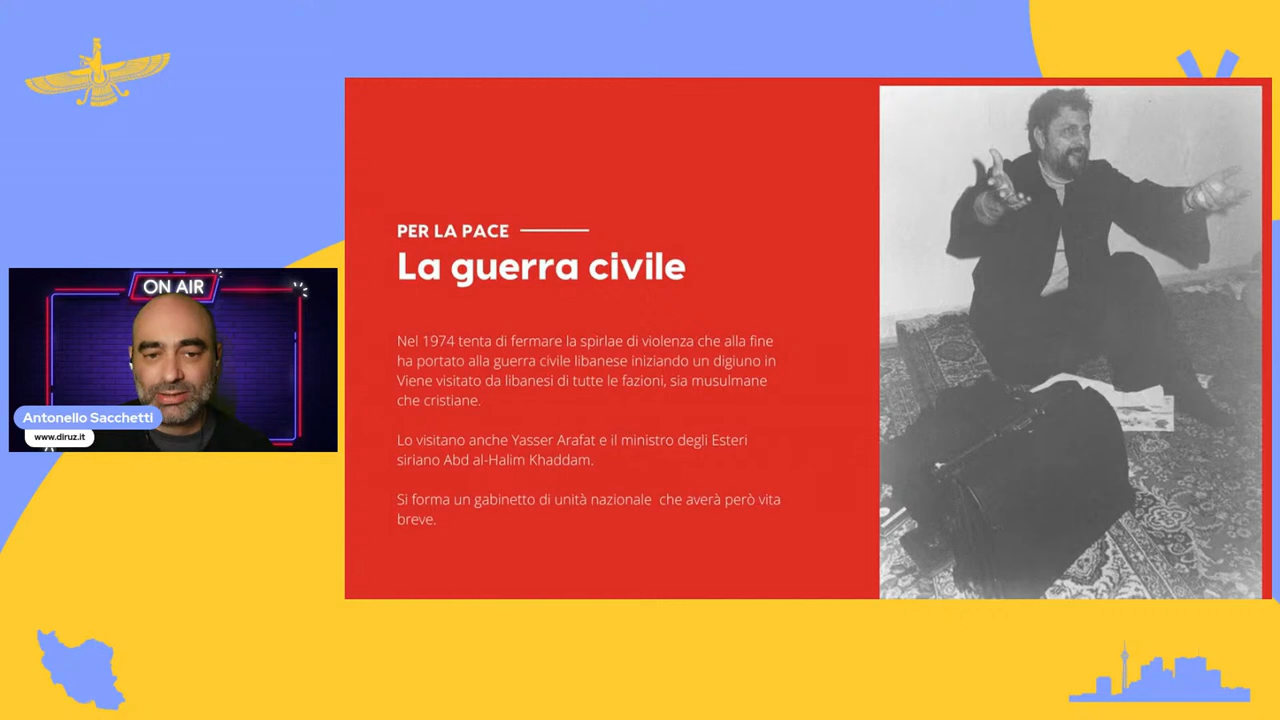 PER LA PACE
La guerra civile
Nel 1974 tenta di fermare la spirlae di violenza che alla fine
ha portato alla guerra civile libanese iniziando un digiuno in
Viene visitato da libanesi di tutte le fazioni, sia musulmane
che cristiane.
Lo visitano anche Yasser Arafat e il ministro degli Esteri
siriano Abd al-Halim Khaddam.
Si forma un gabinetto di unità nazionale  che averà però vita
breve.
ON AIR
Antonello Sacchetti
www.diruz.it